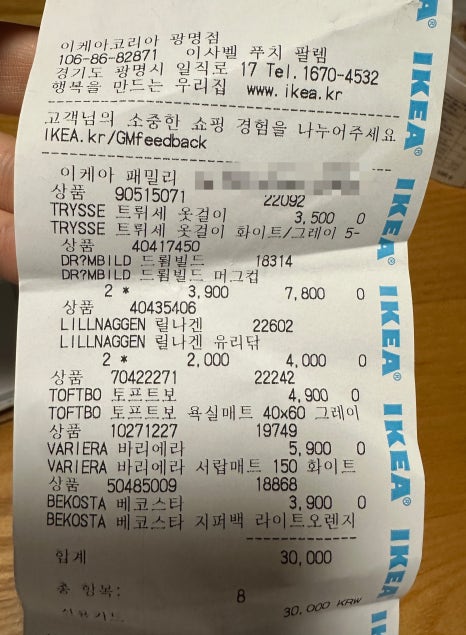 이케아코리아 광명점
106-86-82871 이사벨 푸치 팔렘
경기도 광명시 일직로 17 Tel.1670-4532
행복을 만드는 우리집 www.ikea.kr
고객님의 소중한 쇼핑 경험을 나누어주세요
IKEA.kr/GMfeedback
이케아 패밀리
상품 90515071 22092
TRYSSE 트뤼세 옷걸이 3,500 0
TRYSSE 트뤼세 옷걸이 화이트/그레이 5-
상품 40417450
DR?MBILD 드룀빌드 18314
DR?MBILD 드룀빌드 머그컵
2 * 3,900 7,800 0
상품 40435406
LILLNAGGEN 릴나겐 22602
LILLNAGGEN 릴나겐 유리닦
2 * 2,000 4,000 0
상품 70422271 22242
TOFTBO 토프트보 4,900 0
TOFTBO 토프트보 욕실매트 40x60 그레이
상품 10271227 19749
VARIERA 바리에라 5,900 0
VARIERA 바리에라 서랍매트 150 화이트
상품 50485009 18868
BEKOSTA 베코스타 3,900 0
BEKOSTA 베코스타 지퍼백 라이트오렌지
합계 30,000
총 항목: 8
신용카드 30,000 KRW
IKEA®
IKEA®
IKEA®
IKEA®
IKEA